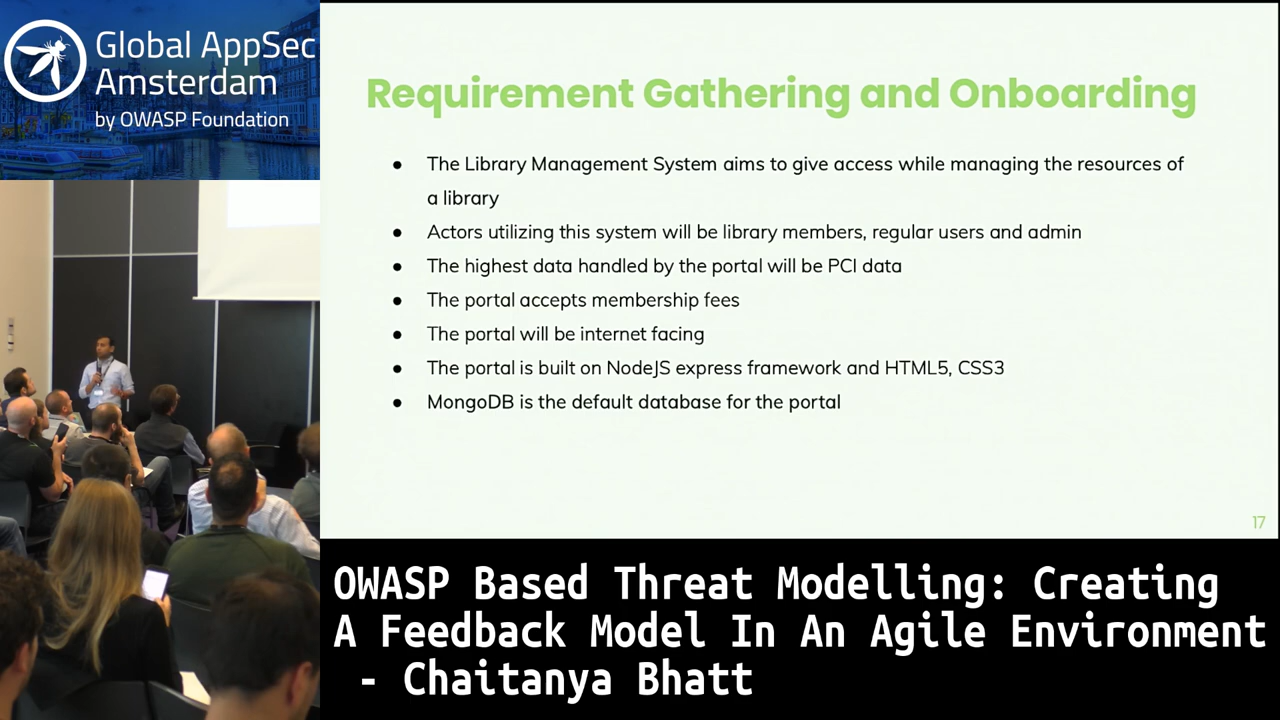 Global AppSec
Amsterdam
by OWASP Foundation
Requirement Gathering and Onboarding
● The Library Management System aims to give access while managing the resources of
a library
● Actors utilizing this system will be library members, regular users and admin
● The highest data handled by the portal will be PCI data
● The portal accepts membership fees
● The portal will be internet facing
● The portal is built on NodeJS express framework and HTML5, CSS3
● MongoDB is the default database for the portal
17
OWASP Based Threat Modelling: Creating
A Feedback Model In An Agile Environment
- Chaitanya Bhatt